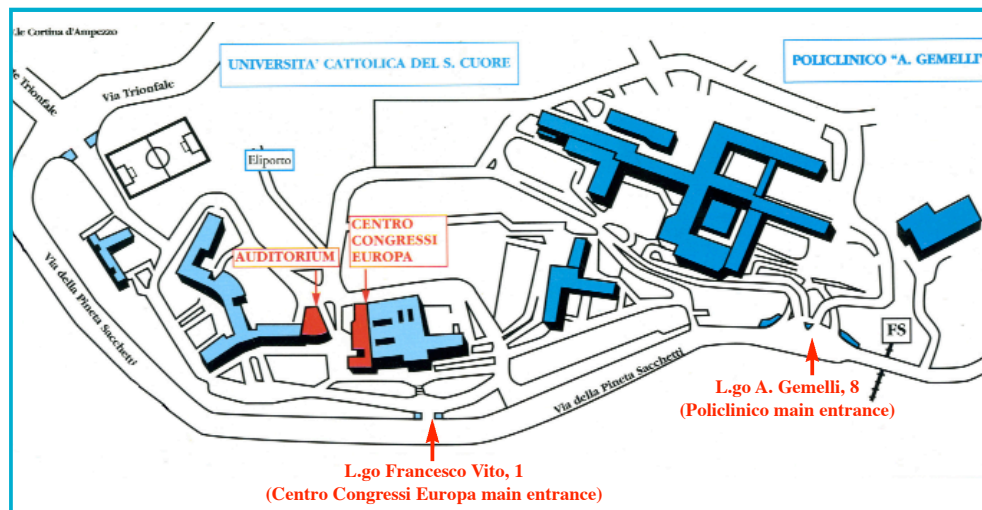 .le Cortina d'Ampezzo
UNIVERSITA' CATTOLICA DEL S. CUORE
POLICLINICO "A. GEMELLI"
le Trionfale
Via Trionfale
Eliporto
CENTRO
CONGRESSI
EUROPA
AUDITORIUM
Via della Pineta Sacchetti
FS
L.go A. Gemelli, 8
(Policlinico main entrance)
Via della Pineta Sacchetti
L.go Francesco Vito, 1
(Centro Congressi Europa main entrance)